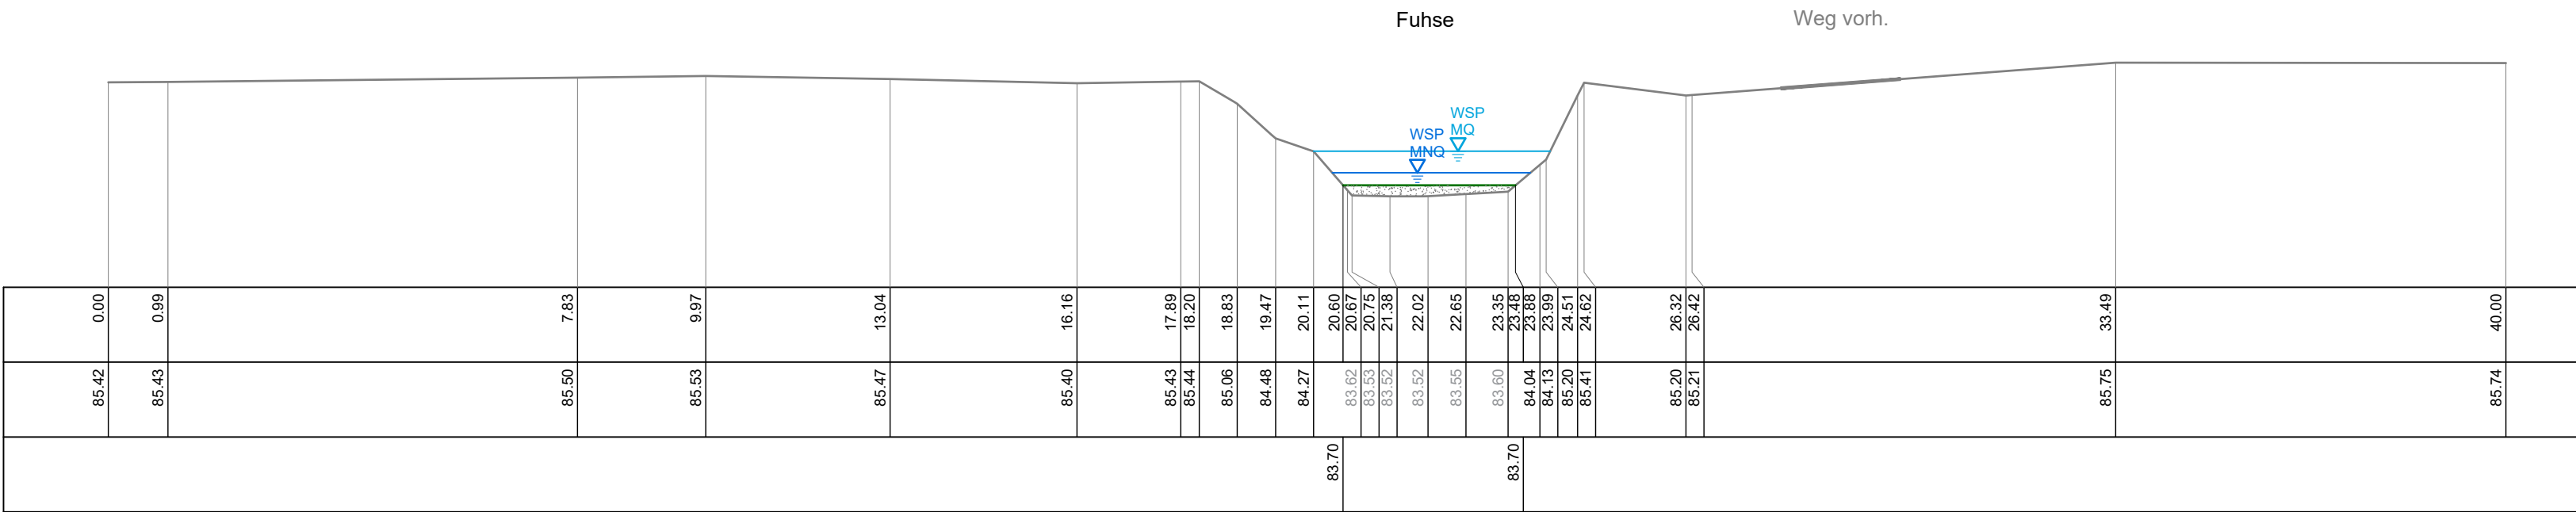 Fuhse
Weg vorh.
WSP
MQ
WSP
MNQ
0.00 0.99 7.83 9.97 13.04 16.16 17.89 18.20 18.83 19.47 20.11 20.60 20.67 20.75 21.38 22.02 22.65 23.35 23.48 23.88 23.99 24.51 24.62 26.32 26.42 33.49 40.00
85.42 85.43 85.50 85.53 85.47 85.40 85.43 85.44 85.06 84.48 84.27 83.62 83.53 83.52 83.52 83.55 83.60 84.04 84.13 85.20 85.41 85.20 85.21 85.75 85.74
83.70 83.70